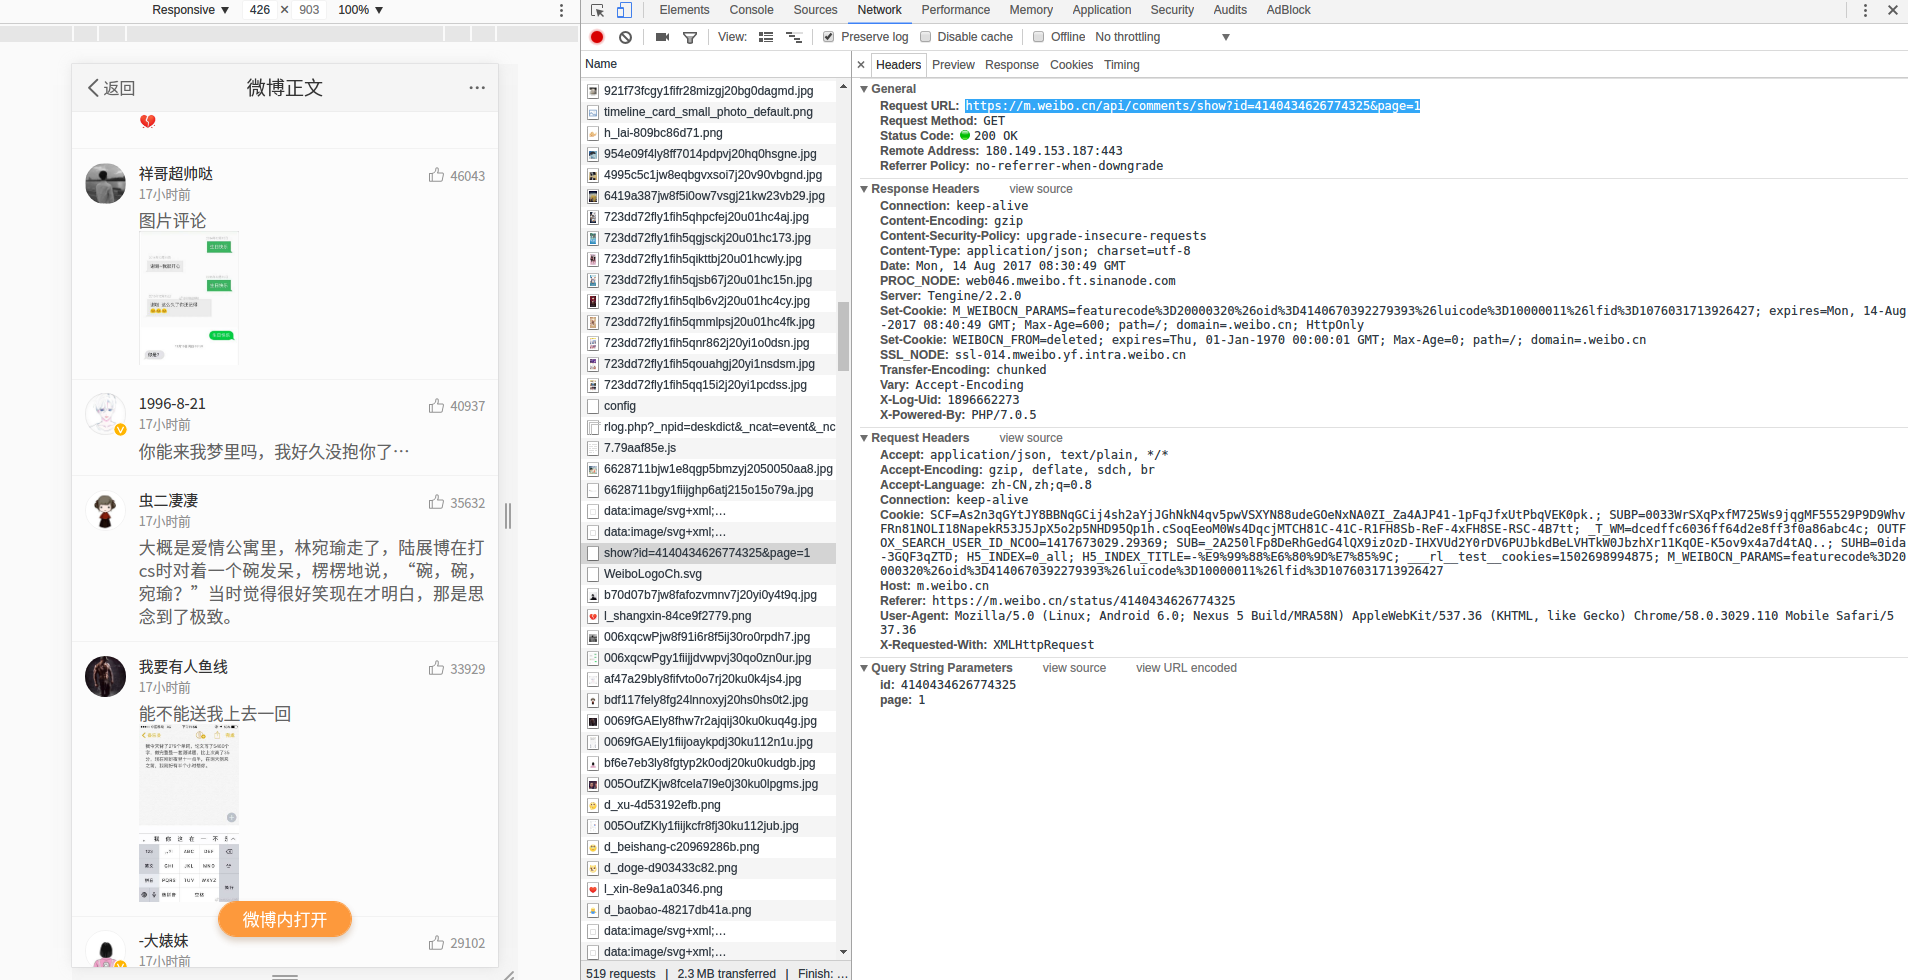 Responsive ▼ 426 × 903 100% ▼
Elements Console Sources Network Performance Memory Application Security Audits AdBlock
View: Preserve log Disable cache Offline No throttling ▼
Name
× Headers Preview Response Cookies Timing
返回 微博正文 ···
祥哥超帅哒 46043
17小时前
图片评论
1996-8-21 40937
17小时前
你能来我梦里吗，我好久没抱你了…
虫二凄凄 35632
17小时前
大概是爱情公寓里，林宛瑜走了，陆展博在打
cs时对着一个碗发呆，楞楞地说，“碗，碗，
宛瑜？”当时觉得很好笑现在才明白，那是思
念到了极致。
我要有人鱼线 33929
17小时前
能不能送我上去一回
微博内打开
-大婊妹 29102
17小时前
921f73fcgy1fifr28mizgj20bg0dagmd.jpg
timeline_card_small_photo_default.png
h_lai-809bc86d71.png
954e09f4ly8ff7014pdpvj20hq0hsgne.jpg
4995c5c1jw8eqbgvxsoi7j20v90vbgnd.jpg
6419a387jw8f5i0ow7vsgj21kw23vb29.jpg
723dd72fly1fih5qhpcfej20u01hc4aj.jpg
723dd72fly1fih5qgjsckj20u01hc173.jpg
723dd72fly1fih5qikttbj20u01hcwly.jpg
723dd72fly1fih5qjsb67j20u01hc15n.jpg
723dd72fly1fih5qlb6v2j20u01hc4cy.jpg
723dd72fly1fih5qmmlpsj20u01hc4fk.jpg
723dd72fly1fih5qnr862j20yi1o0dsn.jpg
723dd72fly1fih5qouahgj20yi1nsdsm.jpg
723dd72fly1fih5qq15i2j20yi1pcdss.jpg
config
rlog.php?_npid=deskdict&_ncat=event&_nc
7.79aaf85e.js
6628711bjw1e8qgp5bmzyj2050050aa8.jpg
6628711bgy1fiijghp6atj215o15o79a.jpg
data:image/svg+xml;…
data:image/svg+xml;…
show?id=4140434626774325&page=1
WeiboLogoCh.svg
b70d07b7jw8fafozvmnv7j20yi0y4t9q.jpg
l_shangxin-84ce9f2779.png
006xqcwPjw8f91i6r8f5ij30ro0rpdh7.jpg
006xqcwPgy1fiijjdvwpvj30qo0zn0ur.jpg
af47a29bly8fifvto0o7rj20ku0k4js4.jpg
bdf117fely8fg24lnnoxyj20hs0hs0t2.jpg
0069fGAEly8fhw7r2ajqij30ku0kuq4g.jpg
0069fGAEly1fiijoaykpdj30ku112n1u.jpg
bf6e7eb3ly8fgtyp2k0odj20ku0kudgb.jpg
005OufZKjw8fcela7l9e0j30ku0lpgms.jpg
d_xu-4d53192efb.png
005OufZKly1fiijkcfr8fj30ku112jub.jpg
d_beishang-c20969286b.png
d_doge-d903433c82.png
l_xin-8e9a1a0346.png
d_baobao-48217db41a.png
data:image/svg+xml;…
data:image/svg+xml;…
519 requests | 2.3 MB transferred | Finish: …
▼ General
Request URL: https://m.weibo.cn/api/comments/show?id=4140434626774325&page=1
Request Method: GET
Status Code: 200 OK
Remote Address: 180.149.153.187:443
Referrer Policy: no-referrer-when-downgrade
▼ Response Headers view source
Connection: keep-alive
Content-Encoding: gzip
Content-Security-Policy: upgrade-insecure-requests
Content-Type: application/json; charset=utf-8
Date: Mon, 14 Aug 2017 08:30:49 GMT
PROC_NODE: web046.mweibo.ft.sinanode.com
Server: Tengine/2.2.0
Set-Cookie: M_WEIBOCN_PARAMS=featurecode%3D20000320%26oid%3D4140670392279393%26luicode%3D10000011%26lfid%3D1076031713926427; expires=Mon, 14-Aug
-2017 08:40:49 GMT; Max-Age=600; path=/; domain=.weibo.cn; HttpOnly
Set-Cookie: WEIBOCN_FROM=deleted; expires=Thu, 01-Jan-1970 00:00:01 GMT; Max-Age=0; path=/; domain=.weibo.cn
SSL_NODE: ssl-014.mweibo.yf.intra.weibo.cn
Transfer-Encoding: chunked
Vary: Accept-Encoding
X-Log-Uid: 1896662273
X-Powered-By: PHP/7.0.5
▼ Request Headers view source
Accept: application/json, text/plain, */*
Accept-Encoding: gzip, deflate, sdch, br
Accept-Language: zh-CN,zh;q=0.8
Connection: keep-alive
Cookie: SCF=As2n3qGYtJY8BBNqGCij4sh2aYjJGhNkN4qv5pwVSXYN88udeGOeNxNA0ZI_Za4AJP41-1pFqJfxUtPbqVEK0pk.; SUBP=0033WrSXqPxfM725Ws9jqgMF55529P9D9Whv
FRn81NOLI18NapekR53J5JpX5o2p5NHD95Qp1h.cSoqEeoM0Ws4DqcjMTCH81C-41C-R1FH8Sb-ReF-4xFH8SE-RSC-4B7tt; _T_WM=dcedffc6036ff64d2e8ff3f0a86abc4c; OUTF
OX_SEARCH_USER_ID_NCOO=1417673029.29369; SUB=_2A250lFp8DeRhGedG4lQX9izOzD-IHXVUd2Y0rDV6PUJbkdBeLVHTkW0JbzhXr11KqOE-K5ov9x4a7d4tAQ..; SUHB=0ida
-3GQF3qZTD; H5_INDEX=0_all; H5_INDEX_TITLE=-%E9%99%88%E6%80%9D%E7%85%9C; ___rl__test__cookies=1502698994875; M_WEIBOCN_PARAMS=featurecode%3D20
000320%26oid%3D4140670392279393%26luicode%3D10000011%26lfid%3D1076031713926427
Host: m.weibo.cn
Referer: https://m.weibo.cn/status/4140434626774325
User-Agent: Mozilla/5.0 (Linux; Android 6.0; Nexus 5 Build/MRA58N) AppleWebKit/537.36 (KHTML, like Gecko) Chrome/58.0.3029.110 Mobile Safari/5
37.36
X-Requested-With: XMLHttpRequest
▼ Query String Parameters view source view URL encoded
id: 4140434626774325
page: 1